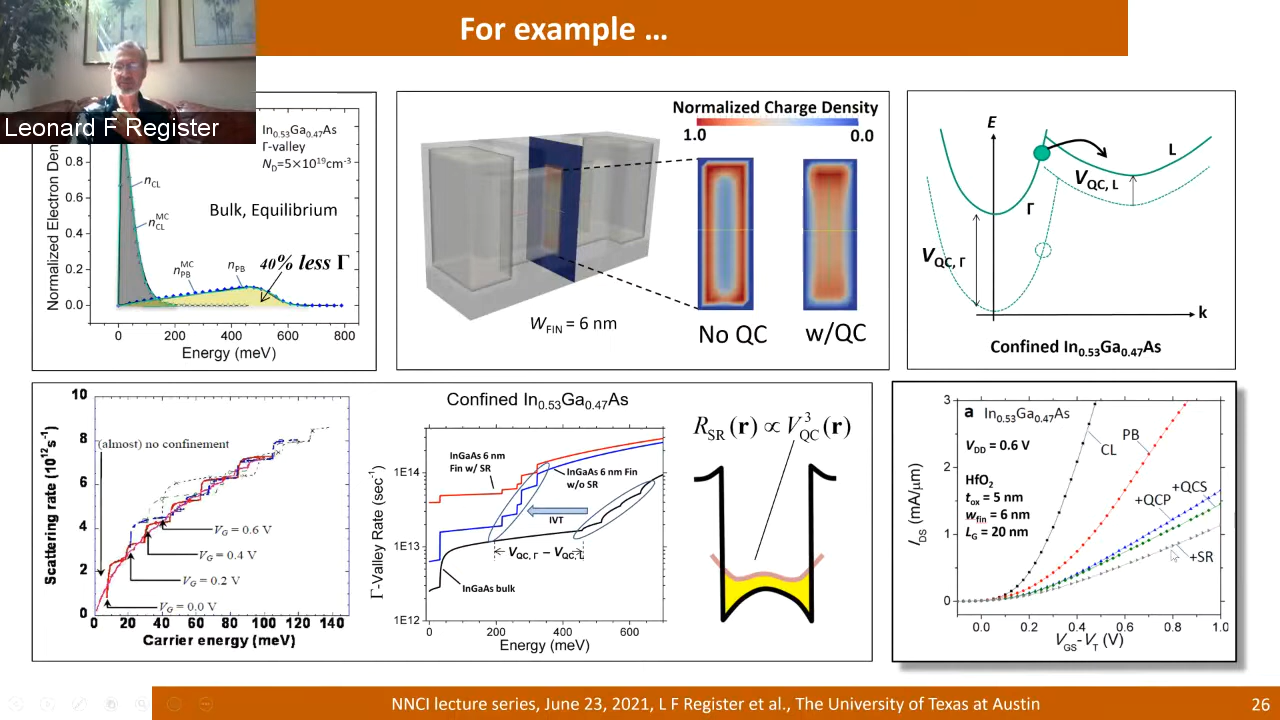 For example …
Leonard F Register
In0.53Ga0.47As
Γ-valley
ND=5×10^19cm-3
Normalized Electron Den
0.8
0.6
0.4
0.2
0.0
nCL
nCL^MC
Bulk, Equilibrium
nPB^MC
nPB
40% less Γ
0 200 400 600 800
Energy (meV)
Normalized Charge Density
1.0 0.0
WFIN = 6 nm
No QC
w/QC
E
L
VQC, L
Γ
VQC, Γ
k
Confined In0.53Ga0.47As
Scattering rate (10^12s-1)
10
8
6
4
2
0
(almost) no confinement
VG = 0.6 V
VG = 0.4 V
VG = 0.2 V
VG = 0.0 V
0 20 40 60 80 100 120 140
Carrier energy (meV)
Confined In0.53Ga0.47As
Γ-Valley Rate (sec-1)
1E14
1E13
1E12
InGaAs 6 nm
Fin w/ SR
InGaAs 6 nm Fin
w/o SR
IVT
VQC, Γ − VQC,L
InGaAs bulk
0 200 400 600
Energy (meV)
RSR(r) ∝ V^3QC(r)
a In0.53Ga0.47As
VDD = 0.6 V
HfO2
tox = 5 nm
wfin = 6 nm
LG = 20 nm
IDS (mA/μm)
3
2
1
0
PB
CL
+QCS
+QCP
+SR
0.0 0.2 0.4 0.6 0.8 1.0
VGS-VT (V)
NNCI lecture series, June 23, 2021, L F Register et al., The University of Texas at Austin
26